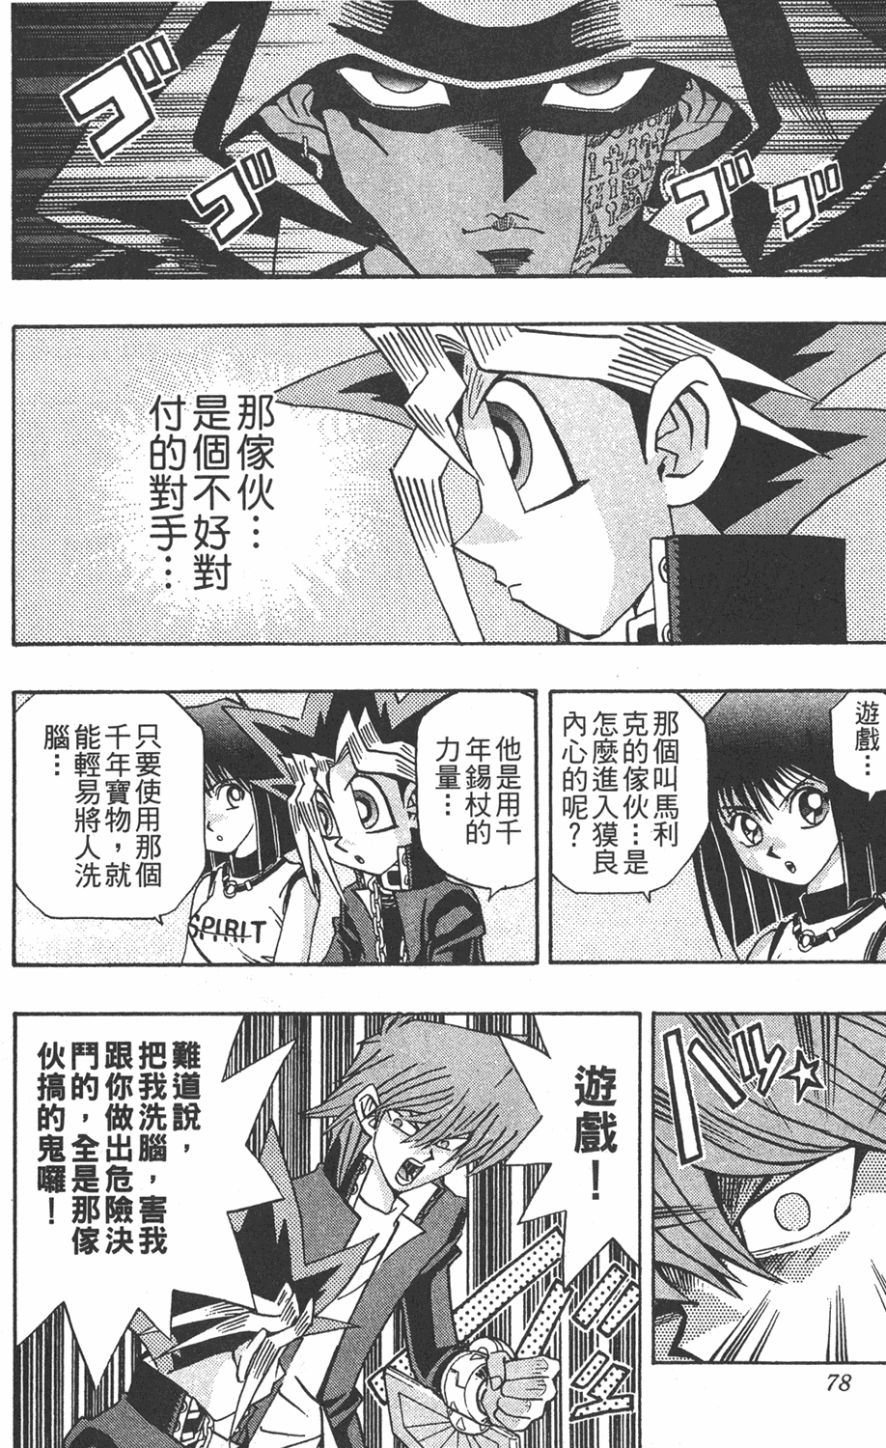 ゴゴ
ゴゴ
那傢伙…
是個不好對
付的對手…
遊戲…
那個叫馬利
克的傢伙…是
怎麼進入獏良
內心的呢?
他是用千
年錫杖的
力量…
只要使用那個
千年寶物,就
能輕易將人洗
腦…
SPIRIT
バッ☆
遊戲!
難道說,
把我洗腦,害我
跟你做出危險決
鬥的,全是那傢
伙搞的鬼囉!
78